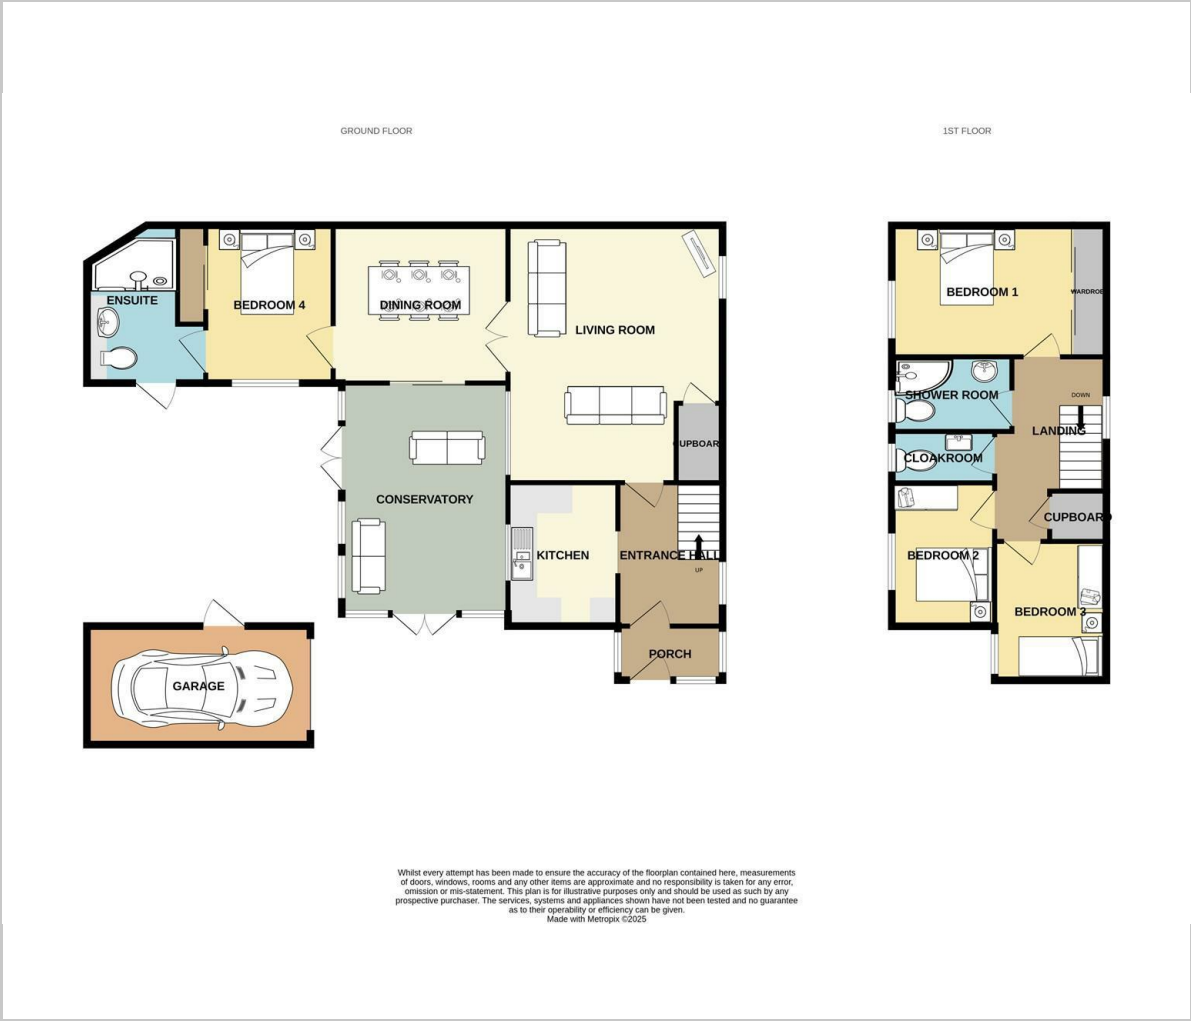 GROUND FLOOR
1ST FLOOR
ENSUITE
BEDROOM 4
DINING ROOM
LIVING ROOM
CUPBOARD
CONSERVATORY
KITCHEN
ENTRANCE HALL
UP
PORCH
GARAGE
BEDROOM 1
WARDROBE
SHOWER ROOM
DOWN
LANDING
CLOAKROOM
CUPBOARD
BEDROOM 2
BEDROOM 3
Whilst every attempt has been made to ensure the accuracy of the floorplan contained here, measurements
of doors, windows, rooms and any other items are approximate and no responsibility is taken for any error,
omission or mis-statement. This plan is for illustrative purposes only and should be used as such by any
prospective purchaser. The services, systems and appliances shown have not been tested and no guarantee
as to their operability or efficiency can be given.
Made with Metropix ©2025